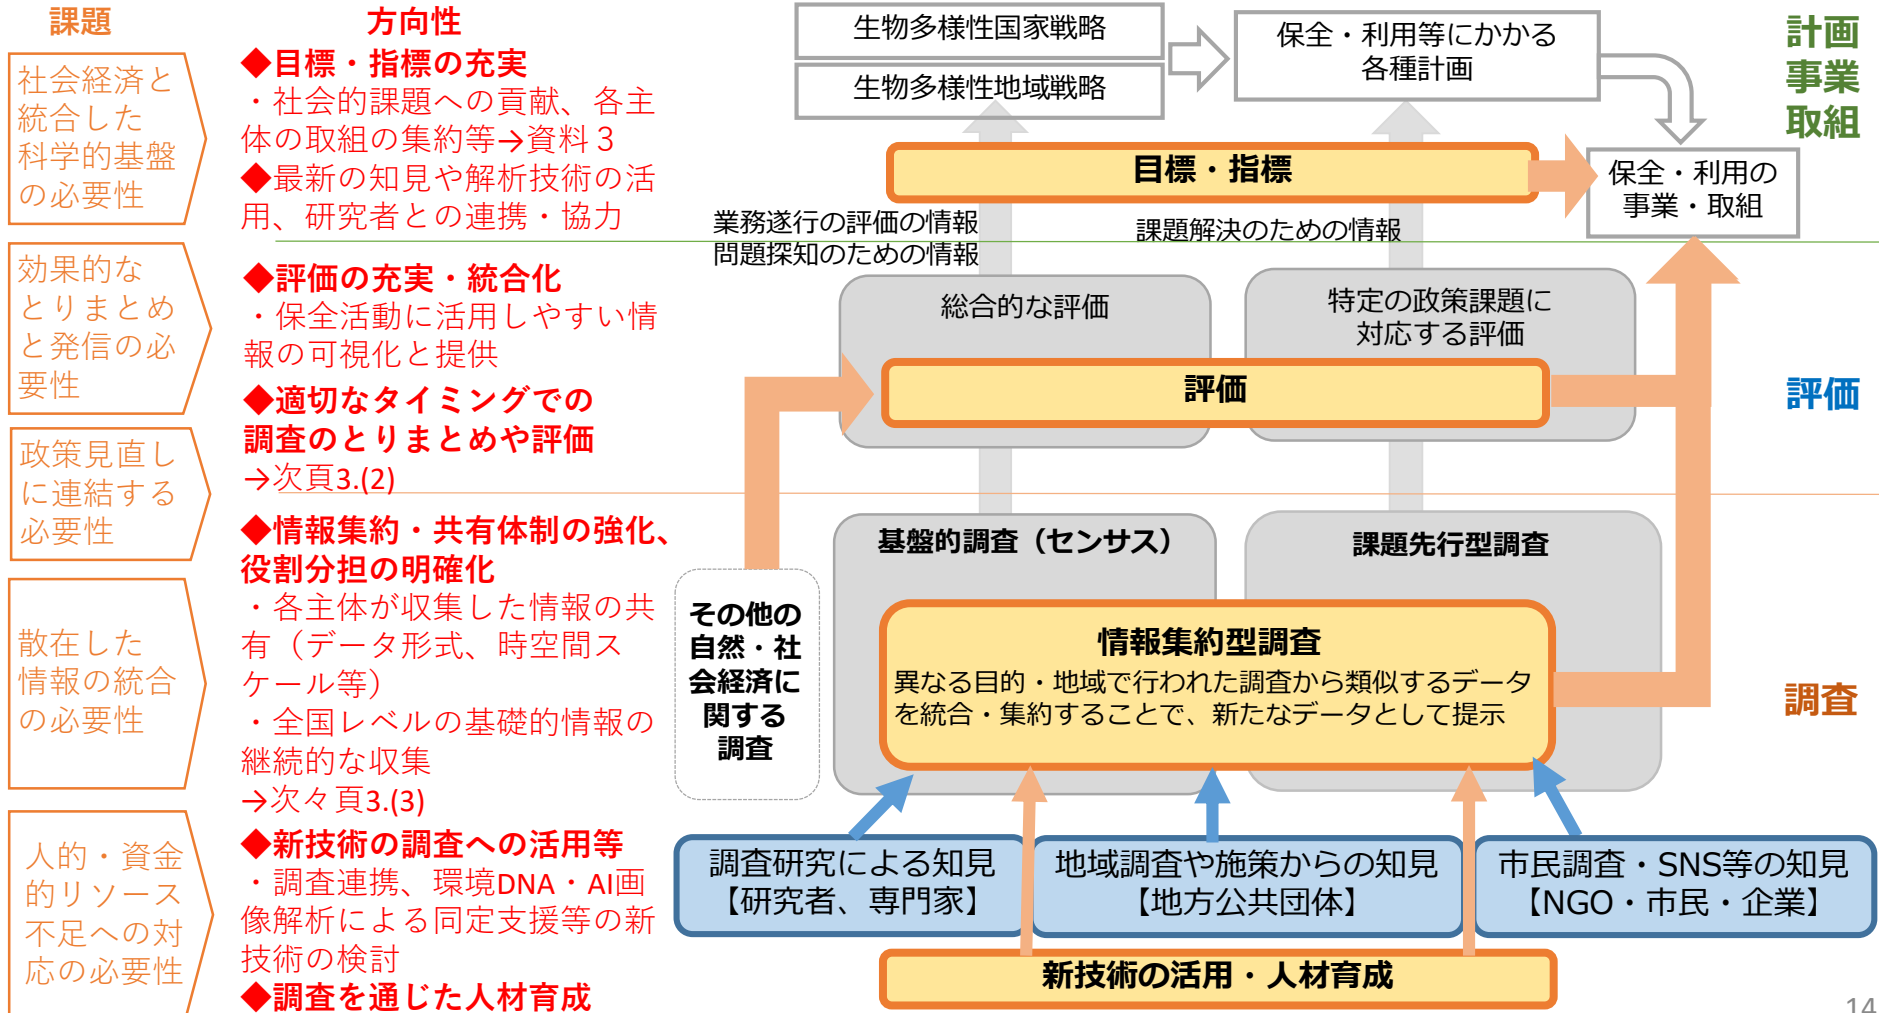 課題
社会経済と
統合した
科学的基盤
の必要性
効果的な
とりまとめ
と発信の必
要性
政策見直し
に連結する
必要性
散在した
情報の統合
の必要性
人的・資金
的リソース
不足への対
応の必要性
方向性
◆目標・指標の充実
・社会的課題への貢献、各主
体の取組の集約等→資料３
◆最新の知見や解析技術の活
用、研究者との連携・協力
◆評価の充実・統合化
・保全活動に活用しやすい情
報の可視化と提供
◆適切なタイミングでの
調査のとりまとめや評価
→次頁3.(2)
◆情報集約・共有体制の強化、
役割分担の明確化
・各主体が収集した情報の共
有（データ形式、時空間ス
ケール等）
・全国レベルの基礎的情報の
継続的な収集
→次々頁3.(3)
◆新技術の調査への活用等
・調査連携、環境DNA・AI画
像解析による同定支援等の新
技術の検討
◆調査を通じた人材育成
生物多様性国家戦略
生物多様性地域戦略
保全・利用等にかかる
各種計画
計画
事業
取組
目標・指標
保全・利用の
事業・取組
業務遂行の評価の情報
問題探知のための情報
課題解決のための情報
総合的な評価
特定の政策課題に
対応する評価
評価
評価
基盤的調査（センサス）
課題先行型調査
その他の
自然・社
会経済に
関する
調査
情報集約型調査
異なる目的・地域で行われた調査から類似するデータ
を統合・集約することで、新たなデータとして提示
調査
調査研究による知見
【研究者、専門家】
地域調査や施策からの知見
【地方公共団体】
市民調査・SNS等の知見
【NGO・市民・企業】
新技術の活用・人材育成
14